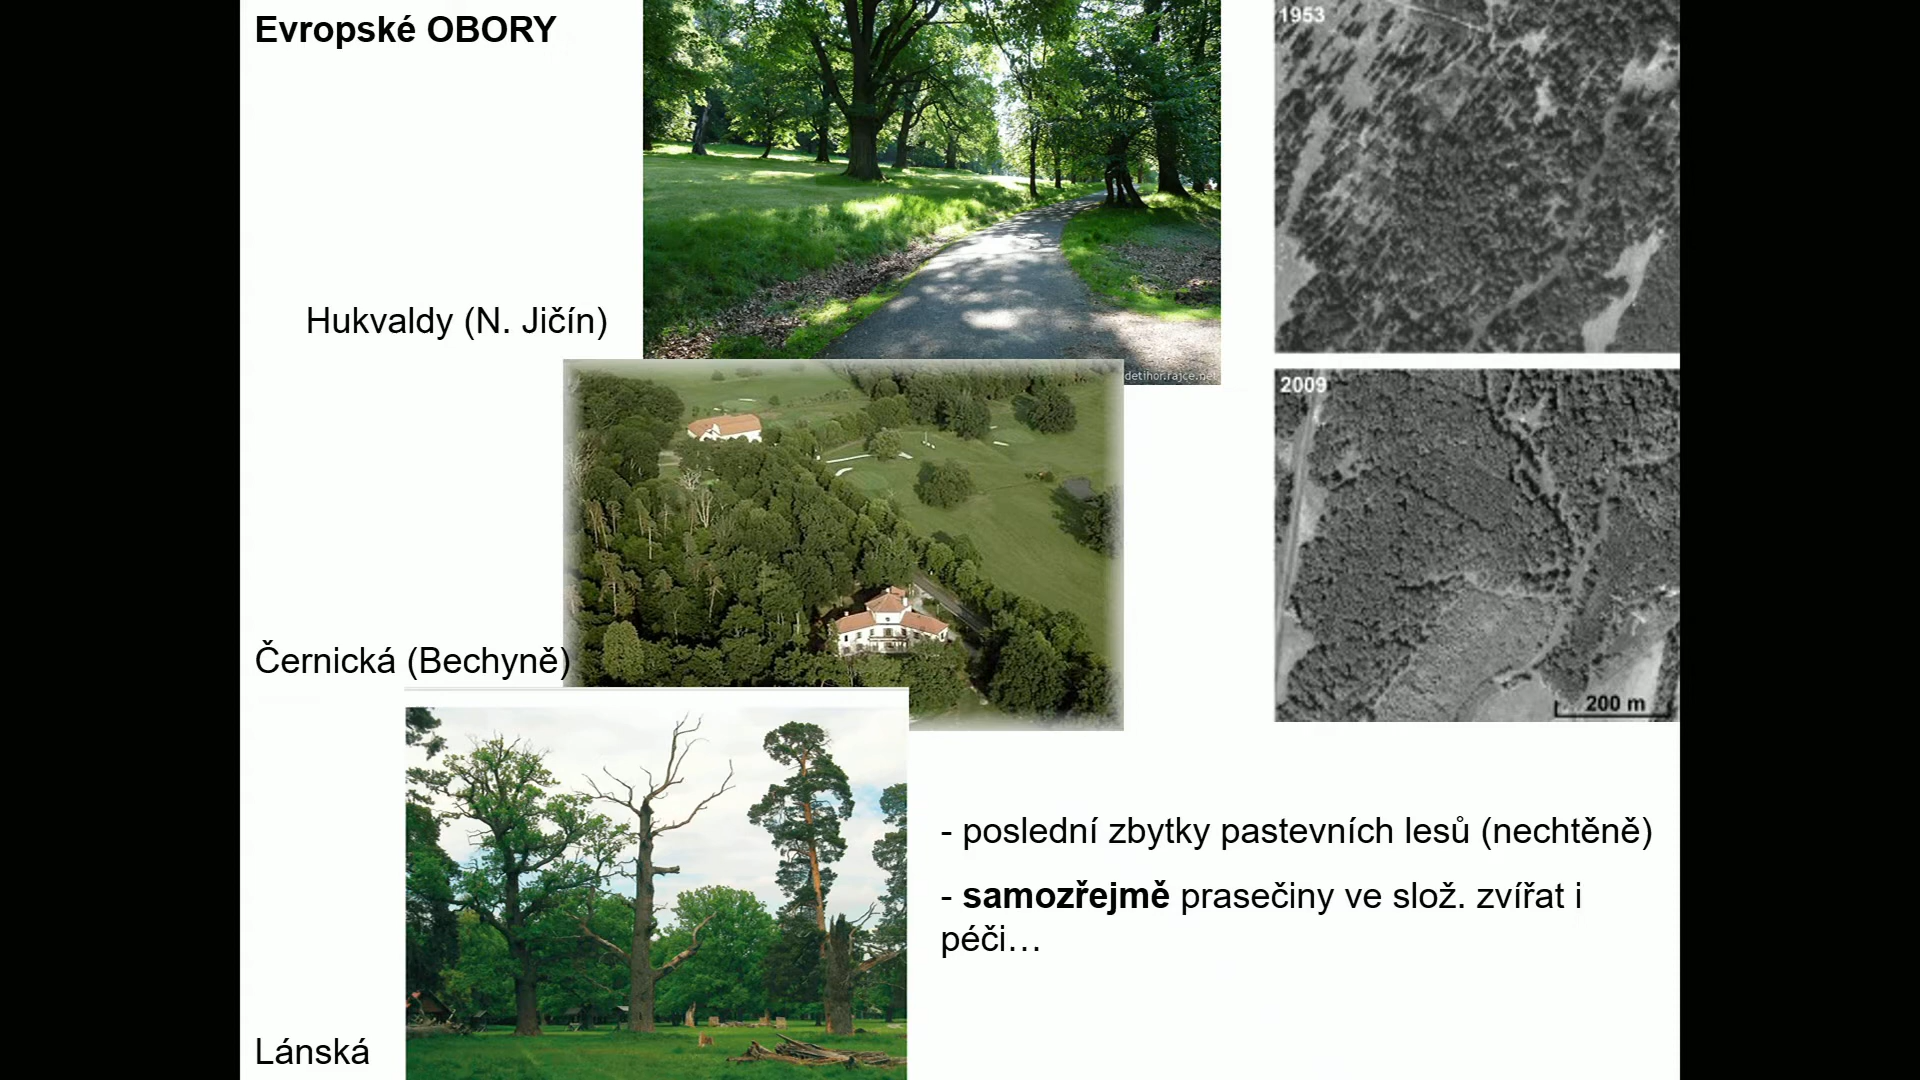 Evropské OBORY
1953
Hukvaldy (N. Jičín)
detihor.rajce.net
2009
Černická (Bechyně)
200 m
- poslední zbytky pastevních lesů (nechtěně)
- samozřejmě prasečiny ve slož. zvířat i
péči…
Lánská